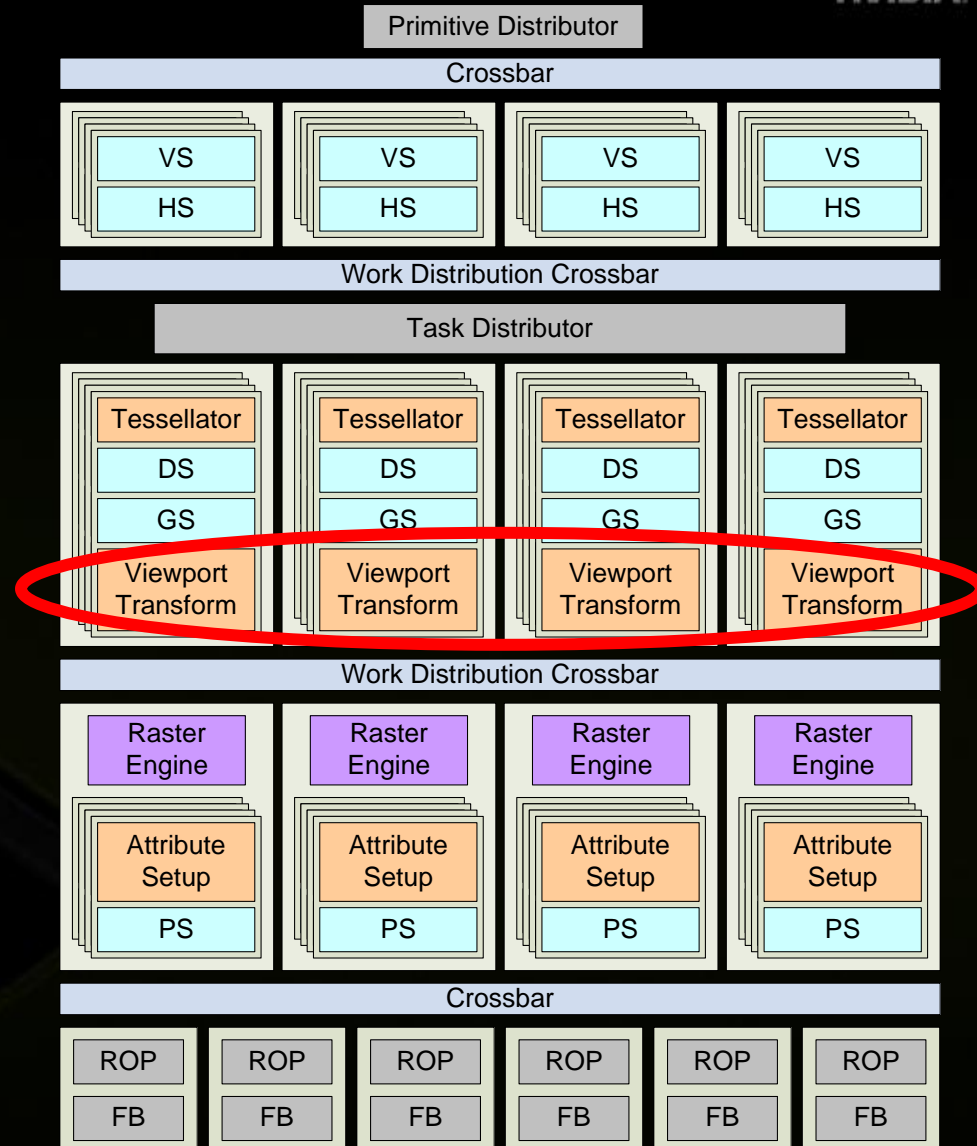 Primitive Distributor
Crossbar
VS VS VS VS
HS HS HS HS
Work Distribution Crossbar
Task Distributor
Tessellator Tessellator Tessellator Tessellator
DS DS DS DS
GS GS GS GS
Viewport Viewport Viewport Viewport
Transform Transform Transform Transform
Work Distribution Crossbar
Raster Raster Raster Raster
Engine Engine Engine Engine
Attribute Attribute Attribute Attribute
Setup Setup Setup Setup
PS PS PS PS
Crossbar
ROP ROP ROP ROP ROP ROP
FB FB FB FB FB FB